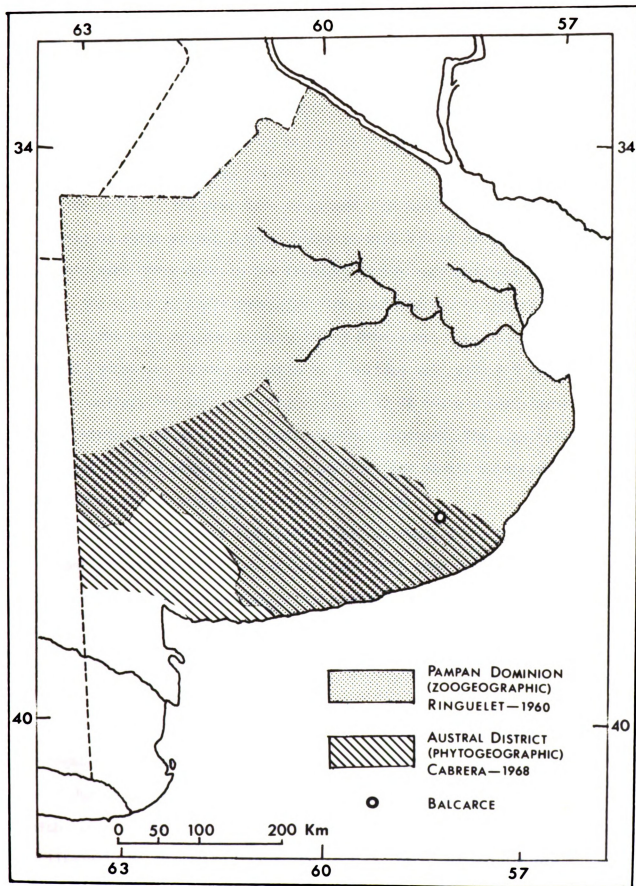 63 60 57
34 34
PAMPAN DOMINION
(ZOOGEOGRAPHIC)
RINGUELET—1960
40 40
AUSTRAL DISTRICT
(PHYTOGEOGRAPHIC)
CABRERA—1968
BALCARCE
0 50 100 200 Km
63 60 57